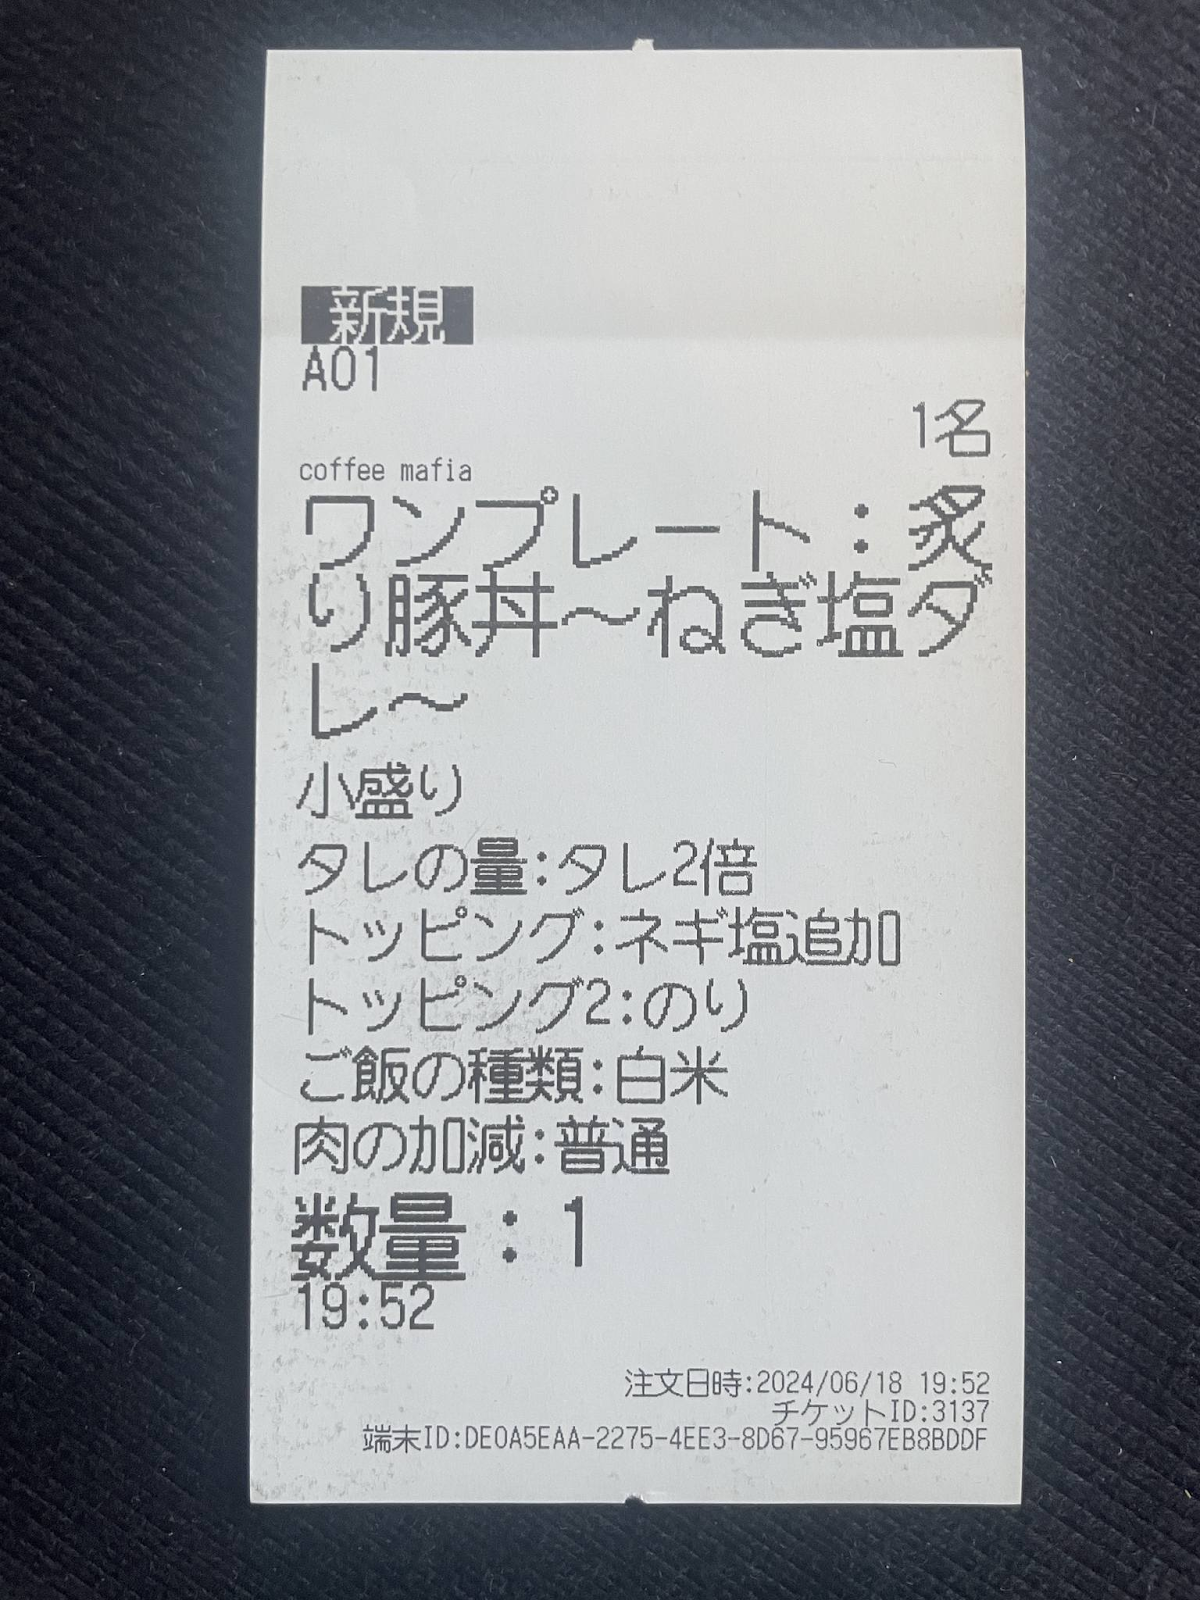 新規
A01
1名
coffee mafia
ワンプレート：炙
り豚丼～ねぎ塩ダ
レ～
小盛り
タレの量:タレ2倍
トッピング:ネギ塩追加
トッピング2:のり
ご飯の種類:白米
肉の加減:普通
数量：1
19:52
注文日時:2024/06/18 19:52
チケットID:3137
端末ID:DE0A5EAA-2275-4EE3-8D67-95967EB8BDDF